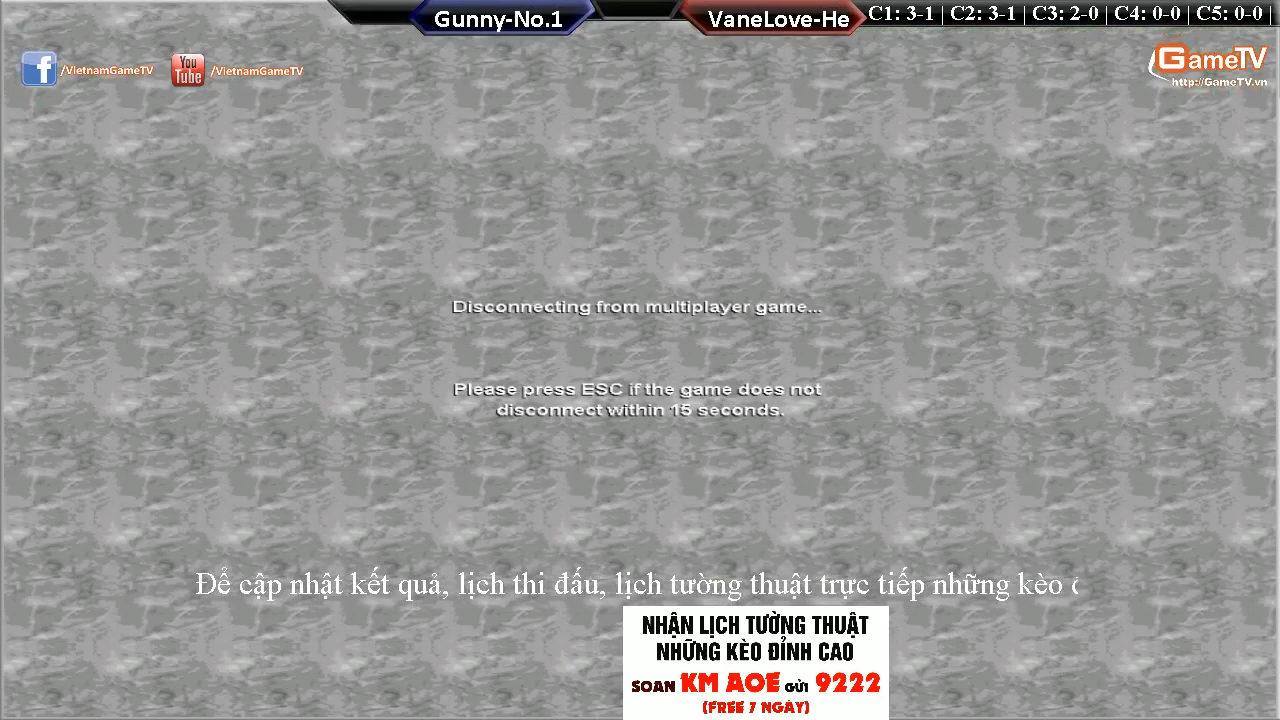 Gunny-No.1
VaneLove-He
C1: 3-1 | C2: 3-1 | C3: 2-0 | C4: 0-0 | C5: 0-0 |
/VietnamGameTV
You Tube
/VietnamGameTV
GameTV
http://GameTV.vn
Disconnecting from multiplayer game...
Please press ESC if the game does not
disconnect within 15 seconds.
Để cập nhật kết quả, lịch thi đấu, lịch tường thuật trực tiếp những kèo
NHẬN LỊCH TƯỜNG THUẬT
NHỮNG KÈO ĐỈNH CAO
SOẠN KM AOE GỬI 9222
(FREE 7 NGÀY)